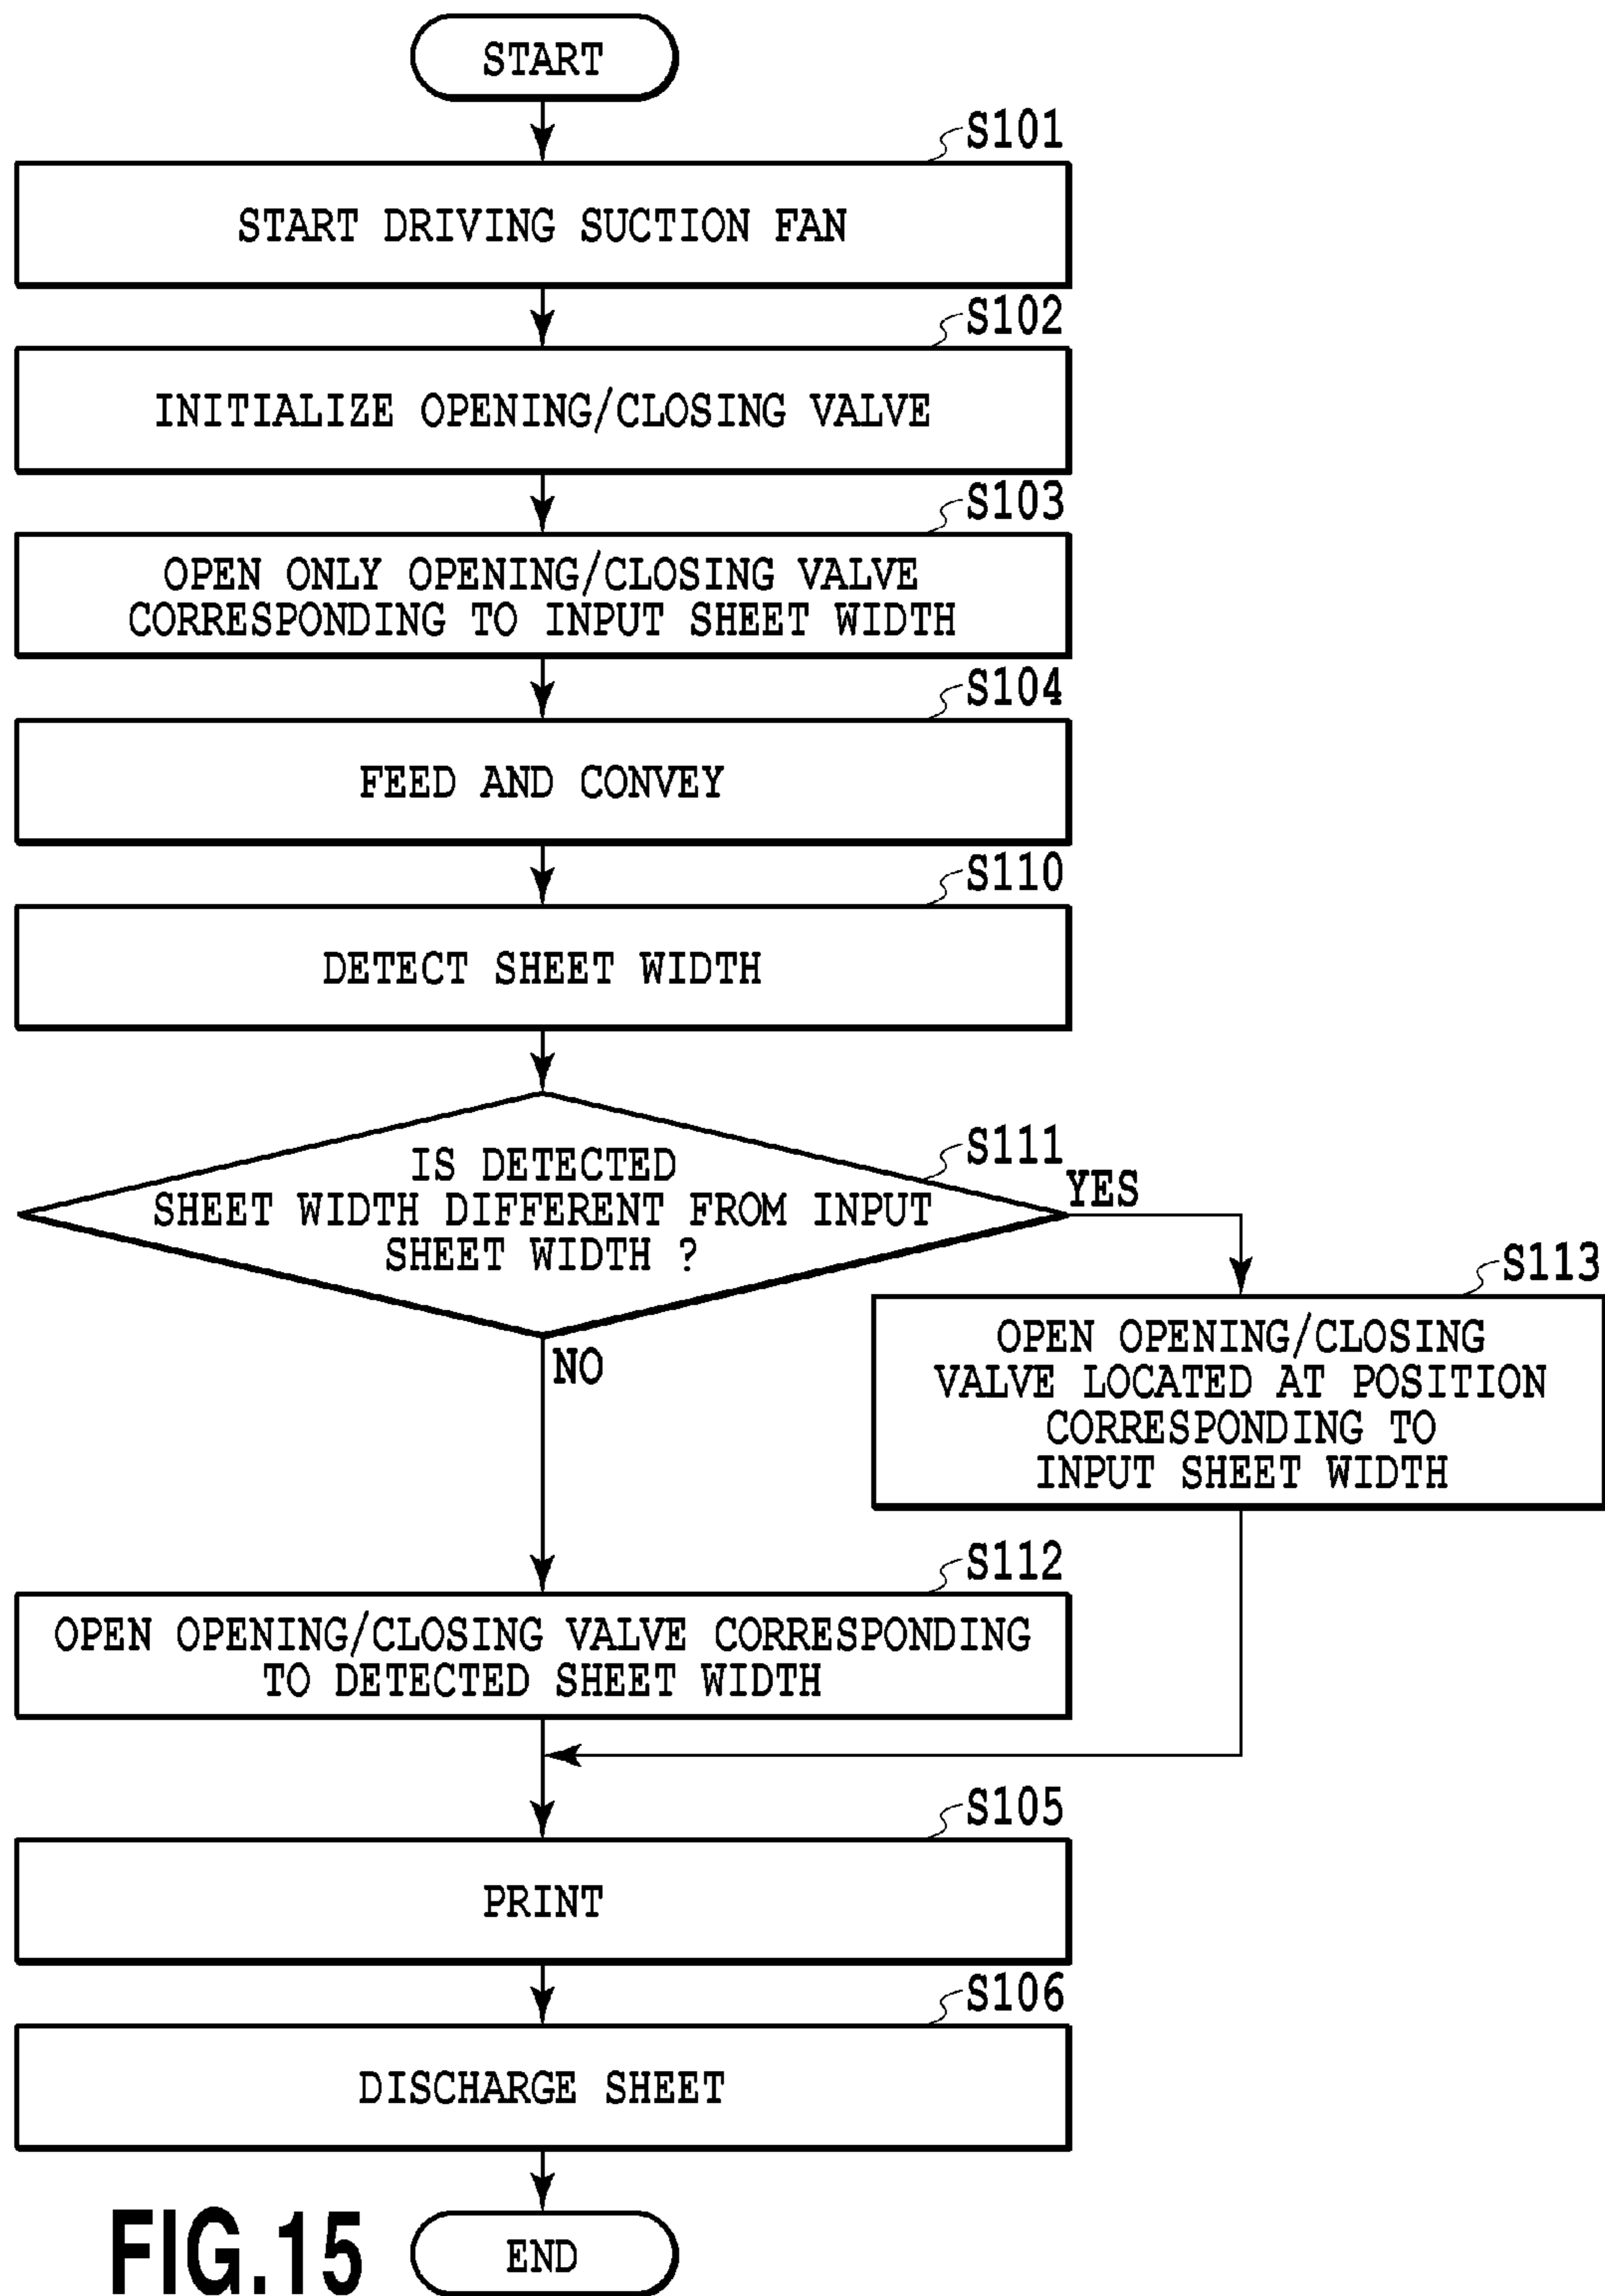 START
S101
START DRIVING SUCTION FAN
S102
INITIALIZE OPENING/CLOSING VALVE
S103
OPEN ONLY OPENING/CLOSING VALVE
CORRESPONDING TO INPUT SHEET WIDTH
S104
FEED AND CONVEY
S110
DETECT SHEET WIDTH
S111
IS DETECTED
SHEET WIDTH DIFFERENT FROM INPUT
SHEET WIDTH ?
YES
NO
S113
OPEN OPENING/CLOSING
VALVE LOCATED AT POSITION
CORRESPONDING TO
INPUT SHEET WIDTH
S112
OPEN OPENING/CLOSING VALVE CORRESPONDING
TO DETECTED SHEET WIDTH
S105
PRINT
S106
DISCHARGE SHEET
END
FIG.15